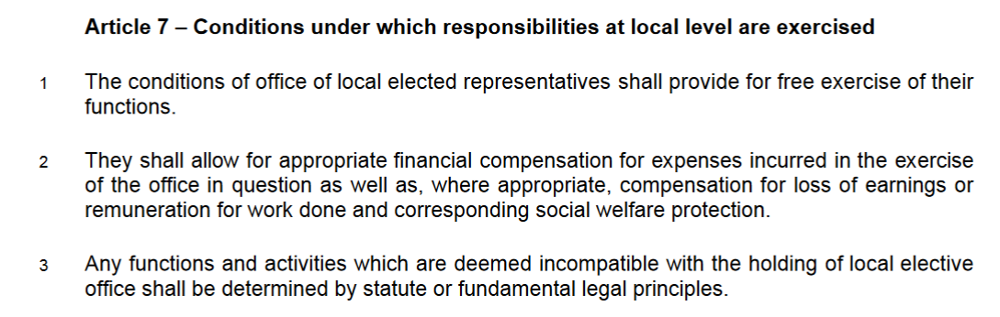 Article 7 – Conditions under which responsibilities at local level are exercised
1 The conditions of office of local elected representatives shall provide for free exercise of their
functions.
2 They shall allow for appropriate financial compensation for expenses incurred in the exercise
of the office in question as well as, where appropriate, compensation for loss of earnings or
remuneration for work done and corresponding social welfare protection.
3 Any functions and activities which are deemed incompatible with the holding of local elective
office shall be determined by statute or fundamental legal principles.